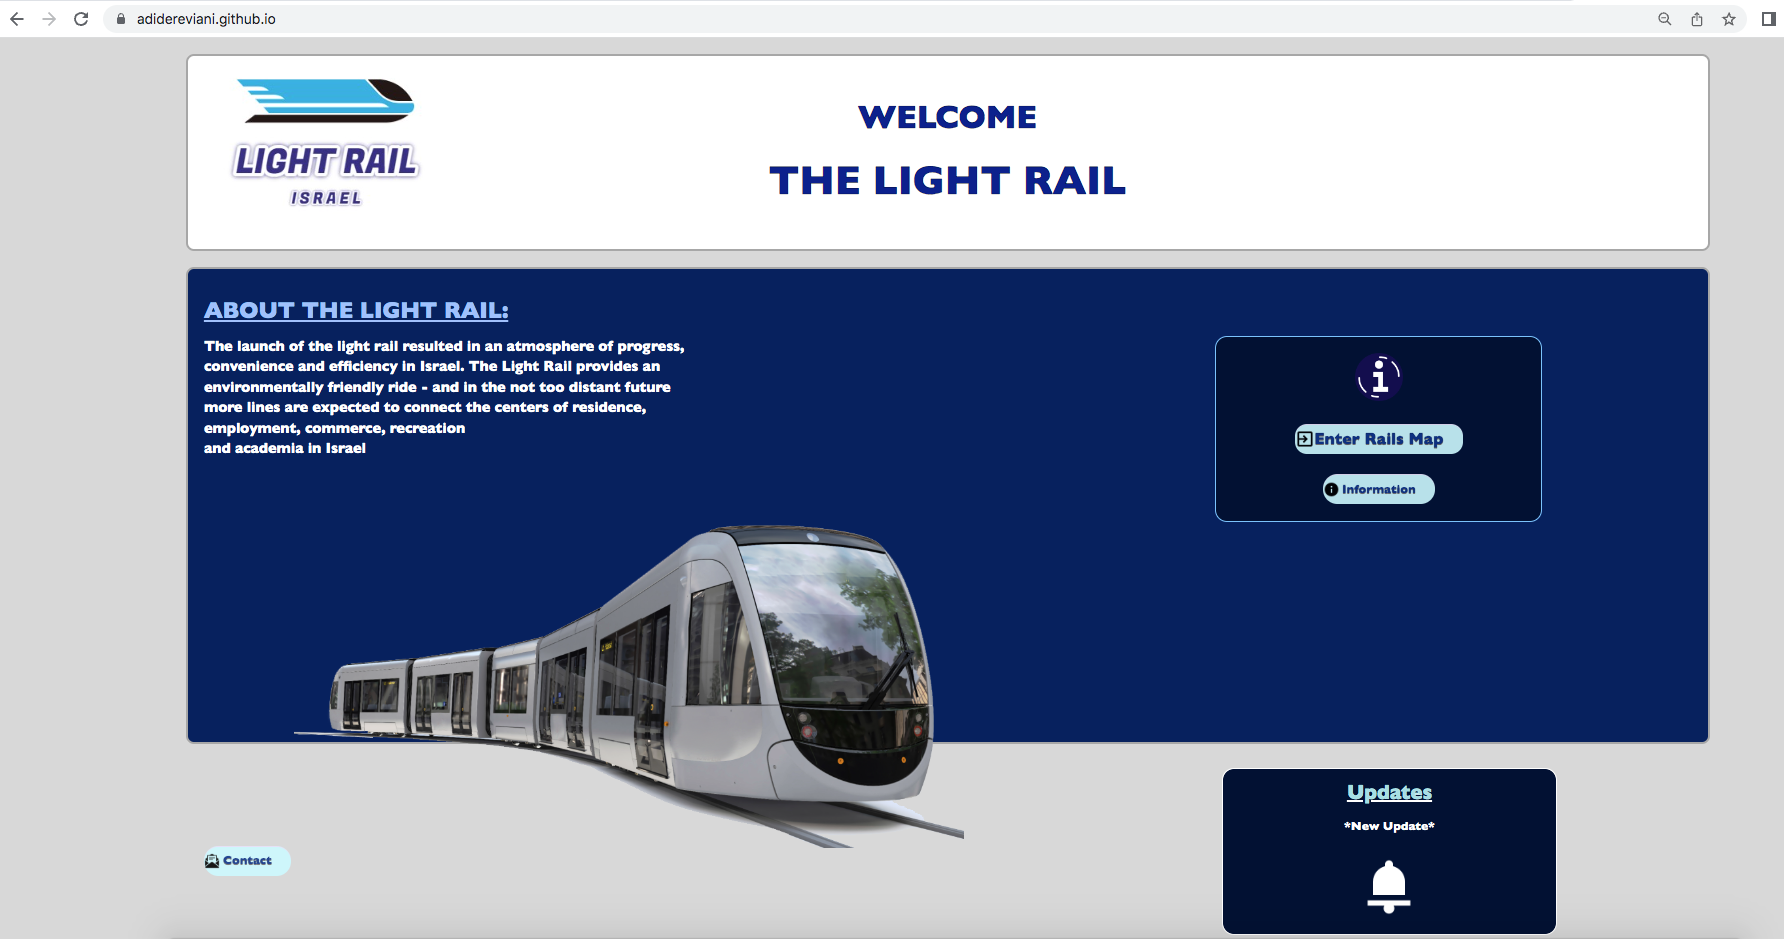 adidereviani.github.io
LIGHT RAIL
ISRAEL
WELCOME
THE LIGHT RAIL
ABOUT THE LIGHT RAIL:
The launch of the light rail resulted in an atmosphere of progress,
convenience and efficiency in Israel. The Light Rail provides an
environmentally friendly ride - and in the not too distant future
more lines are expected to connect the centers of residence,
employment, commerce, recreation
and academia in Israel
Enter Rails Map
Information
Updates
*New Update*
Contact